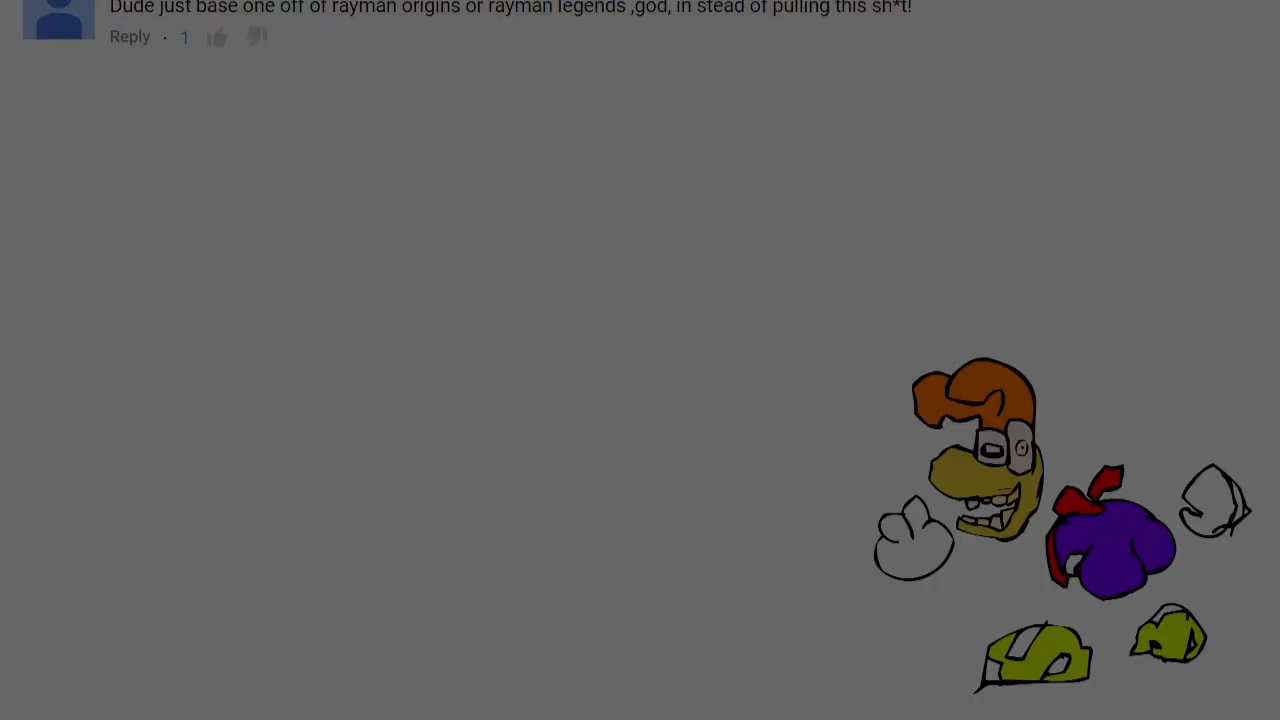 Dude just base one off of rayman origins or rayman legends ,god, in stead of pulling this sh*t!
Reply · 1